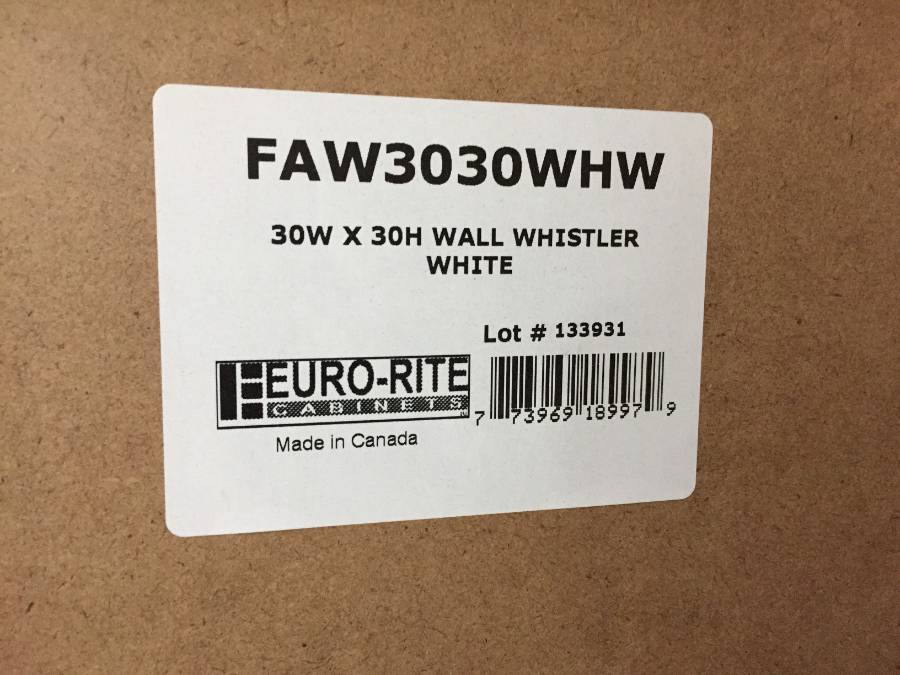 FAW3030WHW
30W X 30H WALL WHISTLER
WHITE
Lot # 133931
EURO-RITE
CABINETS
Made in Canada
7 73969 18997 9